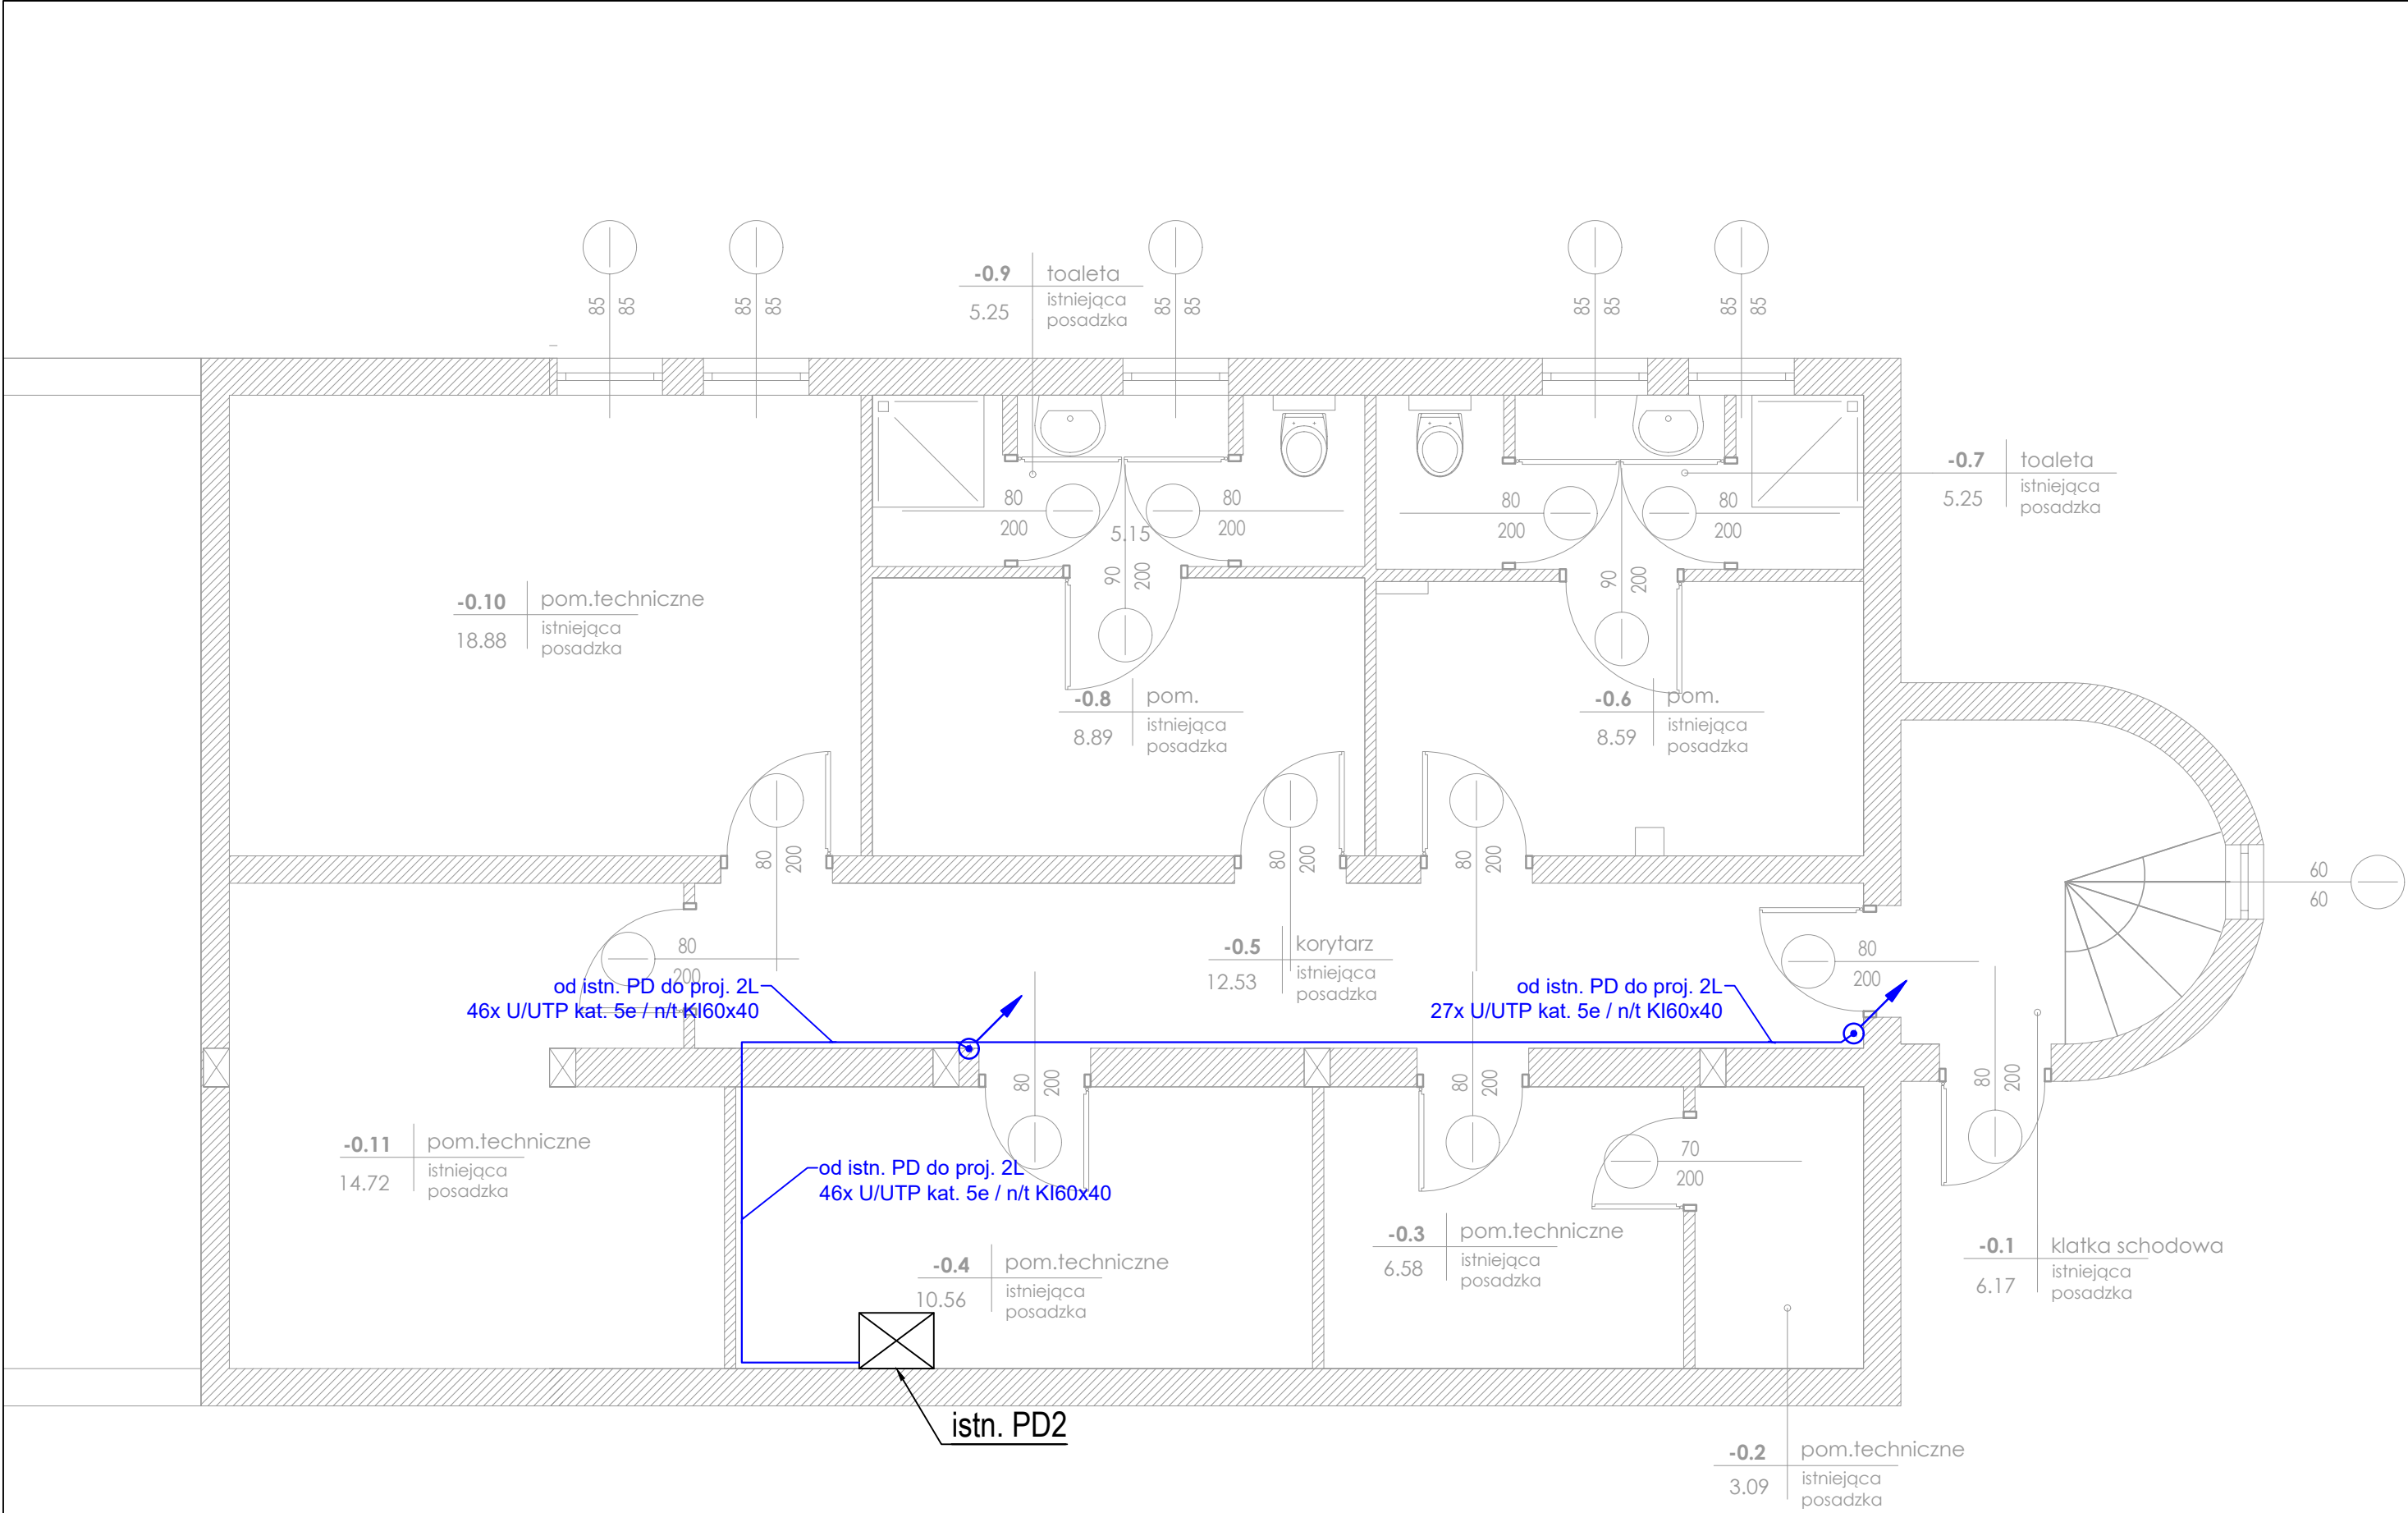 85
85
85
85
85
85
85
85
85
85
-0.9 toaleta
5.25 istniejąca
posadzka
-0.7 toaleta
5.25 istniejąca
posadzka
80
200
80
200
5.15
80
200
80
200
90
200
90
200
-0.10 pom.techniczne
18.88 istniejąca
posadzka
-0.8 pom.
8.89 istniejąca
posadzka
-0.6 pom.
8.59 istniejąca
posadzka
80
200
80
200
80
200
60
60
80
200
-0.5 korytarz
12.53 istniejąca
posadzka
80
200
od istn. PD do proj. 2L
46x U/UTP kat. 5e / n/t KI60x40
od istn. PD do proj. 2L
27x U/UTP kat. 5e / n/t KI60x40
80
200
80
200
80
200
-0.11 pom.techniczne
14.72 istniejąca
posadzka
od istn. PD do proj. 2L
46x U/UTP kat. 5e / n/t KI60x40
70
200
-0.4 pom.techniczne
10.56 istniejąca
posadzka
-0.3 pom.techniczne
6.58 istniejąca
posadzka
-0.1 klatka schodowa
6.17 istniejąca
posadzka
istn. PD2
-0.2 pom.techniczne
3.09 istniejąca
posadzka